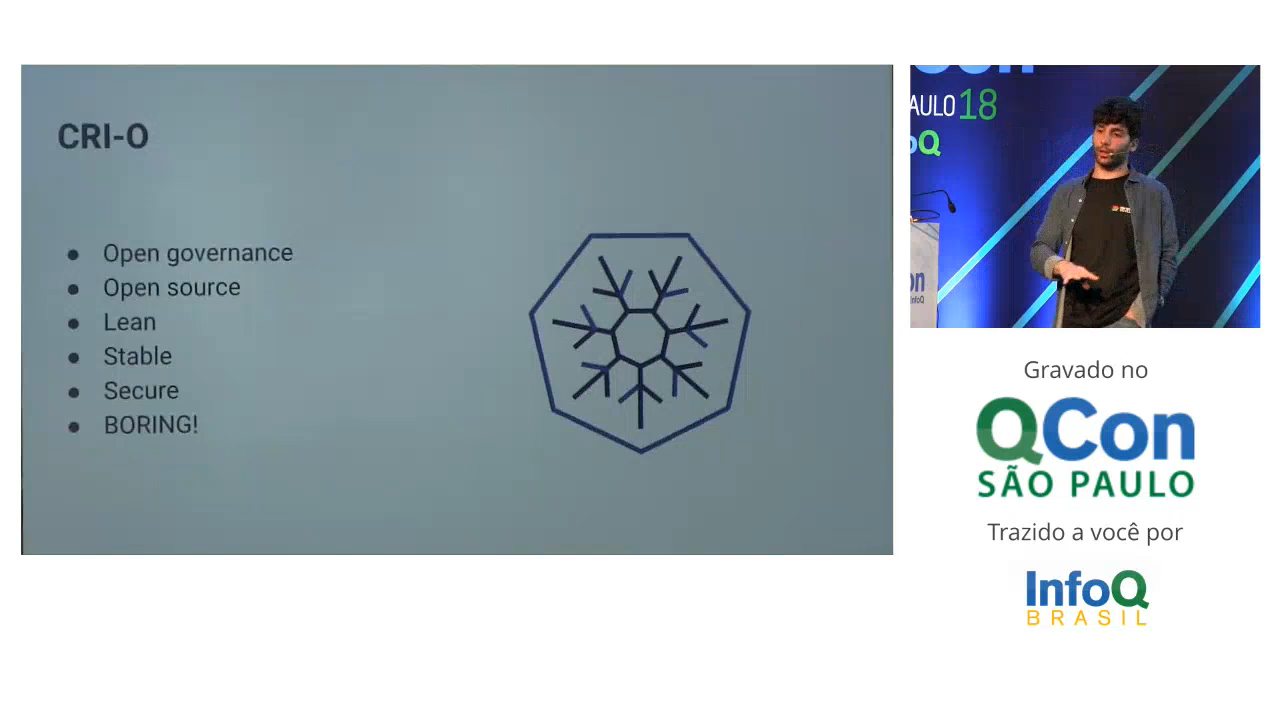 CRI-O
● Open governance
● Open source
● Lean
● Stable
● Secure
● BORING!
AULO 18
oQ
Gravado no
QCon
SÃO PAULO
Trazido a você por
InfoQ
BRASIL